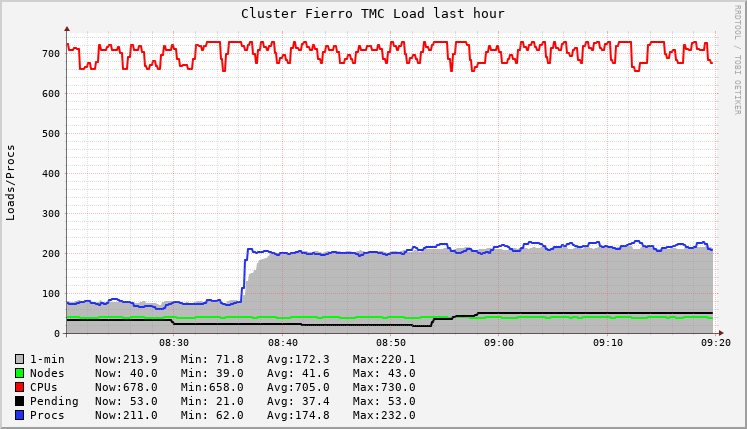 Cluster Fierro TMC Load last hour
RRDTOOL / TOBI OETIKER
Loads/Procs
700
600
500
400
300
200
100
0
08:30 08:40 08:50 09:00 09:10 09:20
1-min Now:213.9 Min: 71.8 Avg:172.3 Max:220.1
Nodes Now: 40.0 Min: 39.0 Avg: 41.6 Max: 43.0
CPUs Now:678.0 Min:658.0 Avg:705.0 Max:730.0
Pending Now: 53.0 Min: 21.0 Avg: 37.4 Max: 53.0
Procs Now:211.0 Min: 62.0 Avg:174.8 Max:232.0